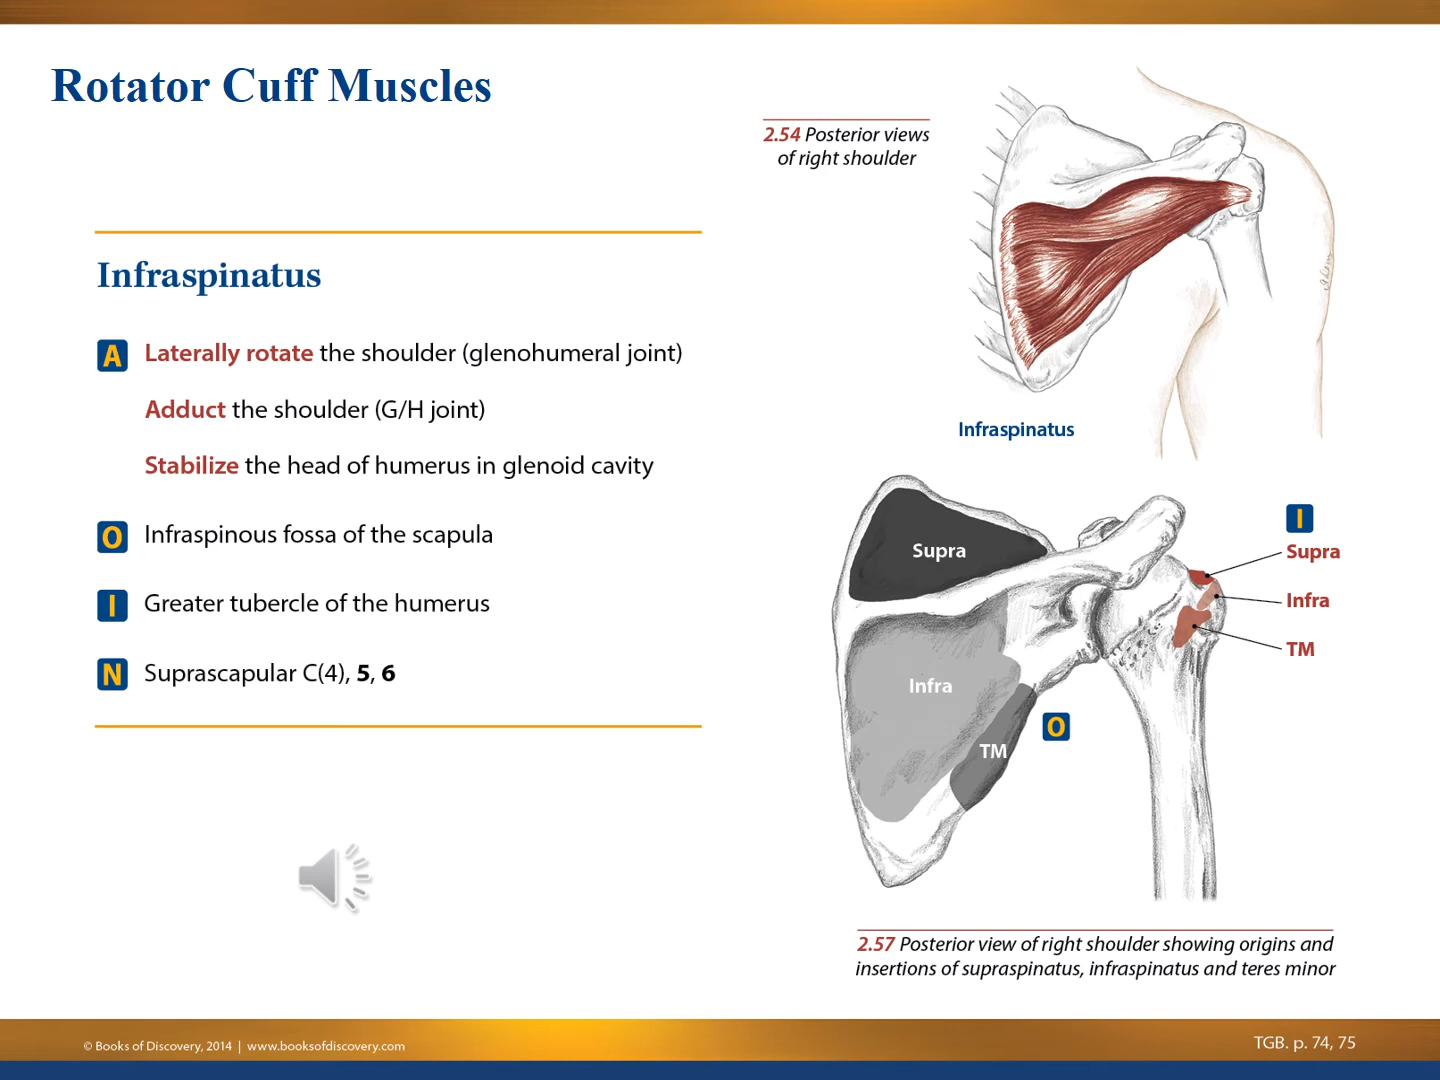 Rotator Cuff Muscles
2.54 Posterior views
of right shoulder
Infraspinatus
A Laterally rotate the shoulder (glenohumeral joint)
Adduct the shoulder (G/H joint)
Stabilize the head of humerus in glenoid cavity
O Infraspinous fossa of the scapula
I Greater tubercle of the humerus
N Suprascapular C(4), 5, 6
Infraspinatus
I
Supra
Supra
Infra
Infra
TM
TM
O
2.57 Posterior view of right shoulder showing origins and
insertions of supraspinatus, infraspinatus and teres minor
© Books of Discovery, 2014 | www.booksofdiscovery.com
TGB. p. 74, 75